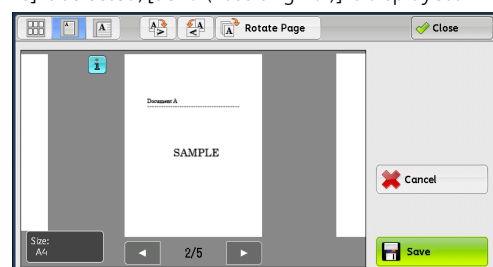 Rotate Page
Close
Document A
SAMPLE
Cancel
Size:
A4
2/5
Save